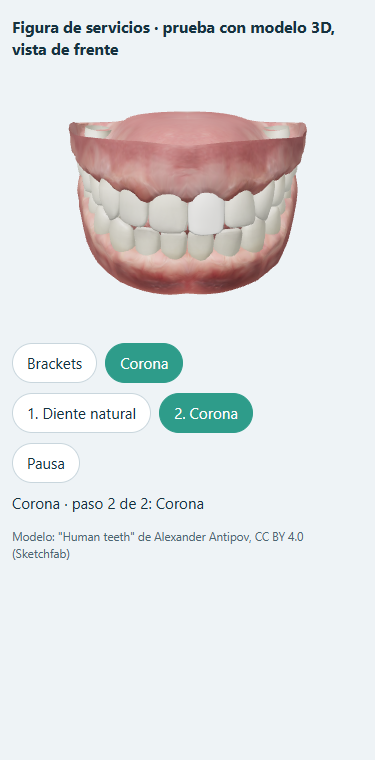 Figura de servicios · prueba con modelo 3D,
vista de frente
Brackets
Corona
1. Diente natural
2. Corona
Pausa
Corona · paso 2 de 2: Corona
Modelo: "Human teeth" de Alexander Antipov, CC BY 4.0
(Sketchfab)